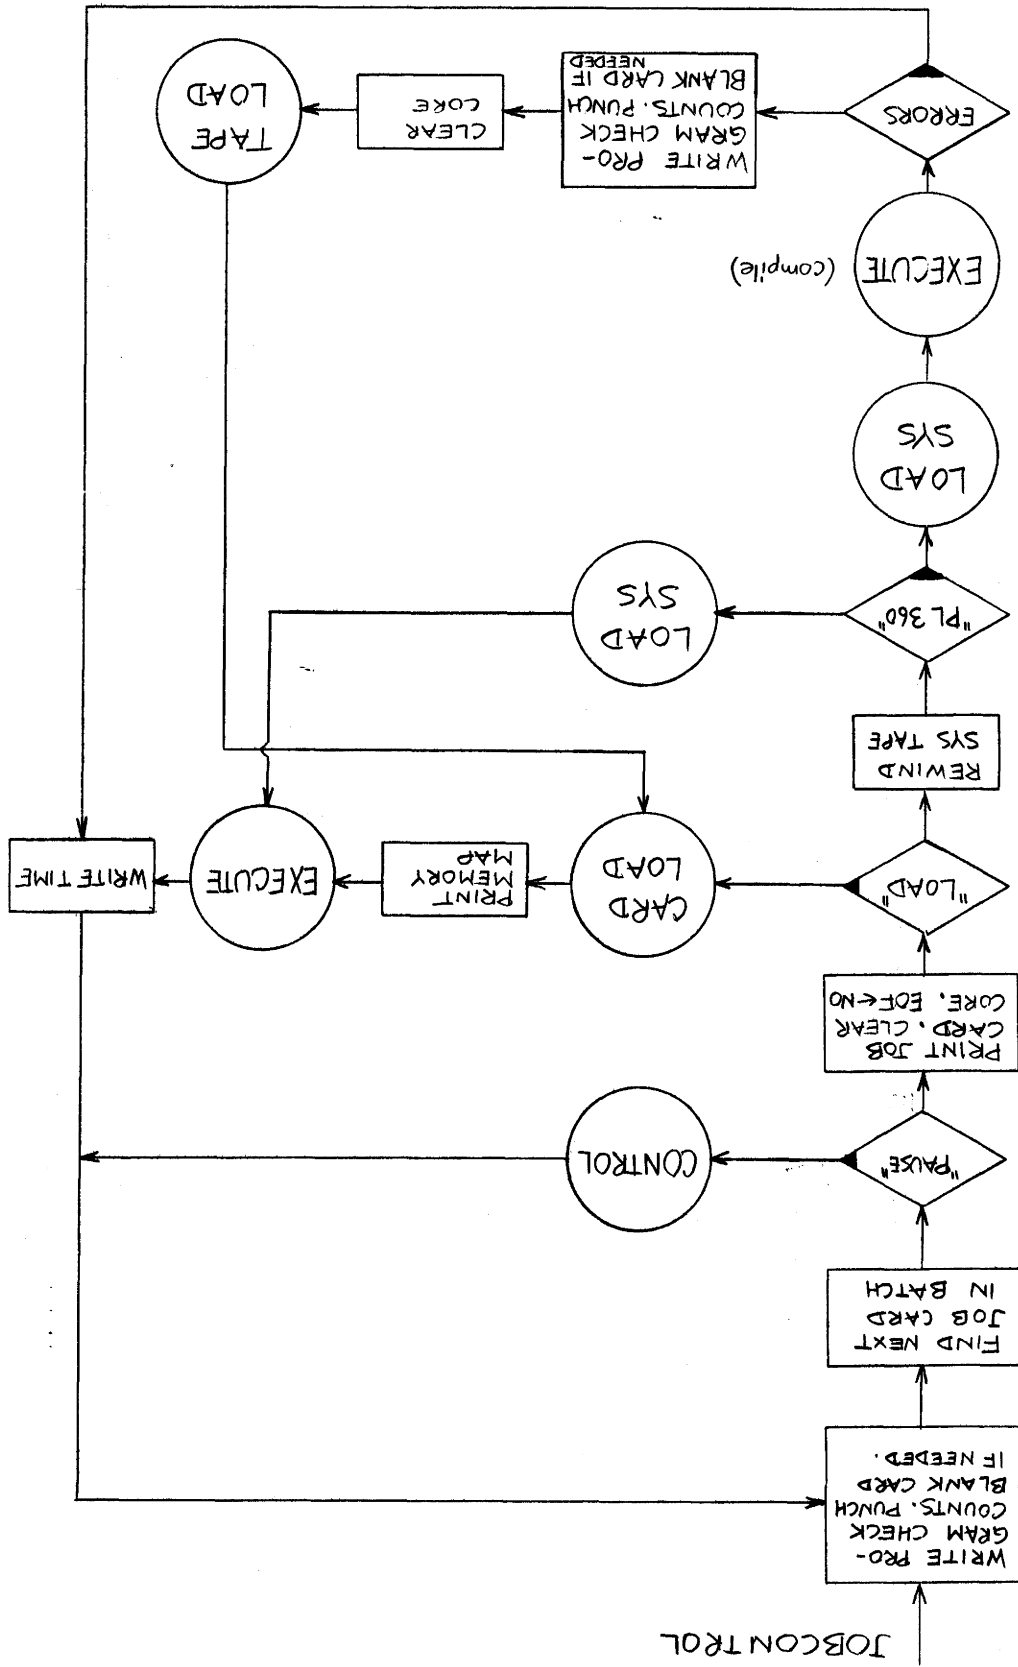 JOBCONTROL
WRITE PRO-
GRAM CHECK
COUNTS. PUNCH
BLANK CARD
IF NEEDED.
FIND NEXT
JOB CARD
IN BATCH
"PAUSE"
CONTROL
PRINT JOB
CARD. CLEAR
CORE. EOF←NO
"LOAD"
CARD
LOAD
PRINT
MEMORY
MAP
EXECUTE
WRITE TIME
REWIND
SYS TAPE
"PL360"
LOAD
SYS
LOAD
SYS
EXECUTE
(compile)
ERRORS
WRITE PRO-
GRAM CHECK
COUNTS. PUNCH
BLANK CARD IF
NEEDED
CLEAR
CORE
TAPE
LOAD